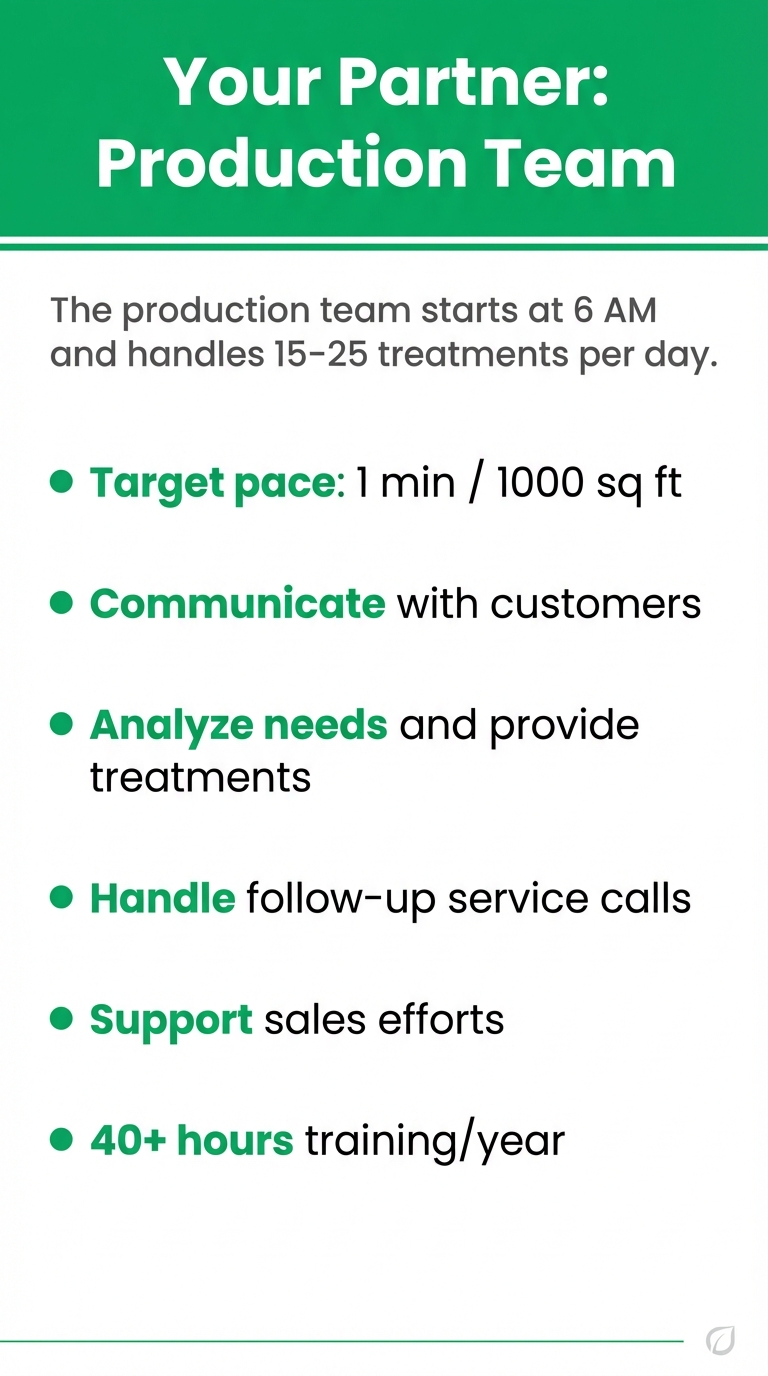 Your Partner:
Production Team
The production team starts at 6 AM
and handles 15-25 treatments per day.
• Target pace: 1 min / 1000 sq ft
• Communicate with customers
• Analyze needs and provide
treatments
• Handle follow-up service calls
• Support sales efforts
• 40+ hours training/year